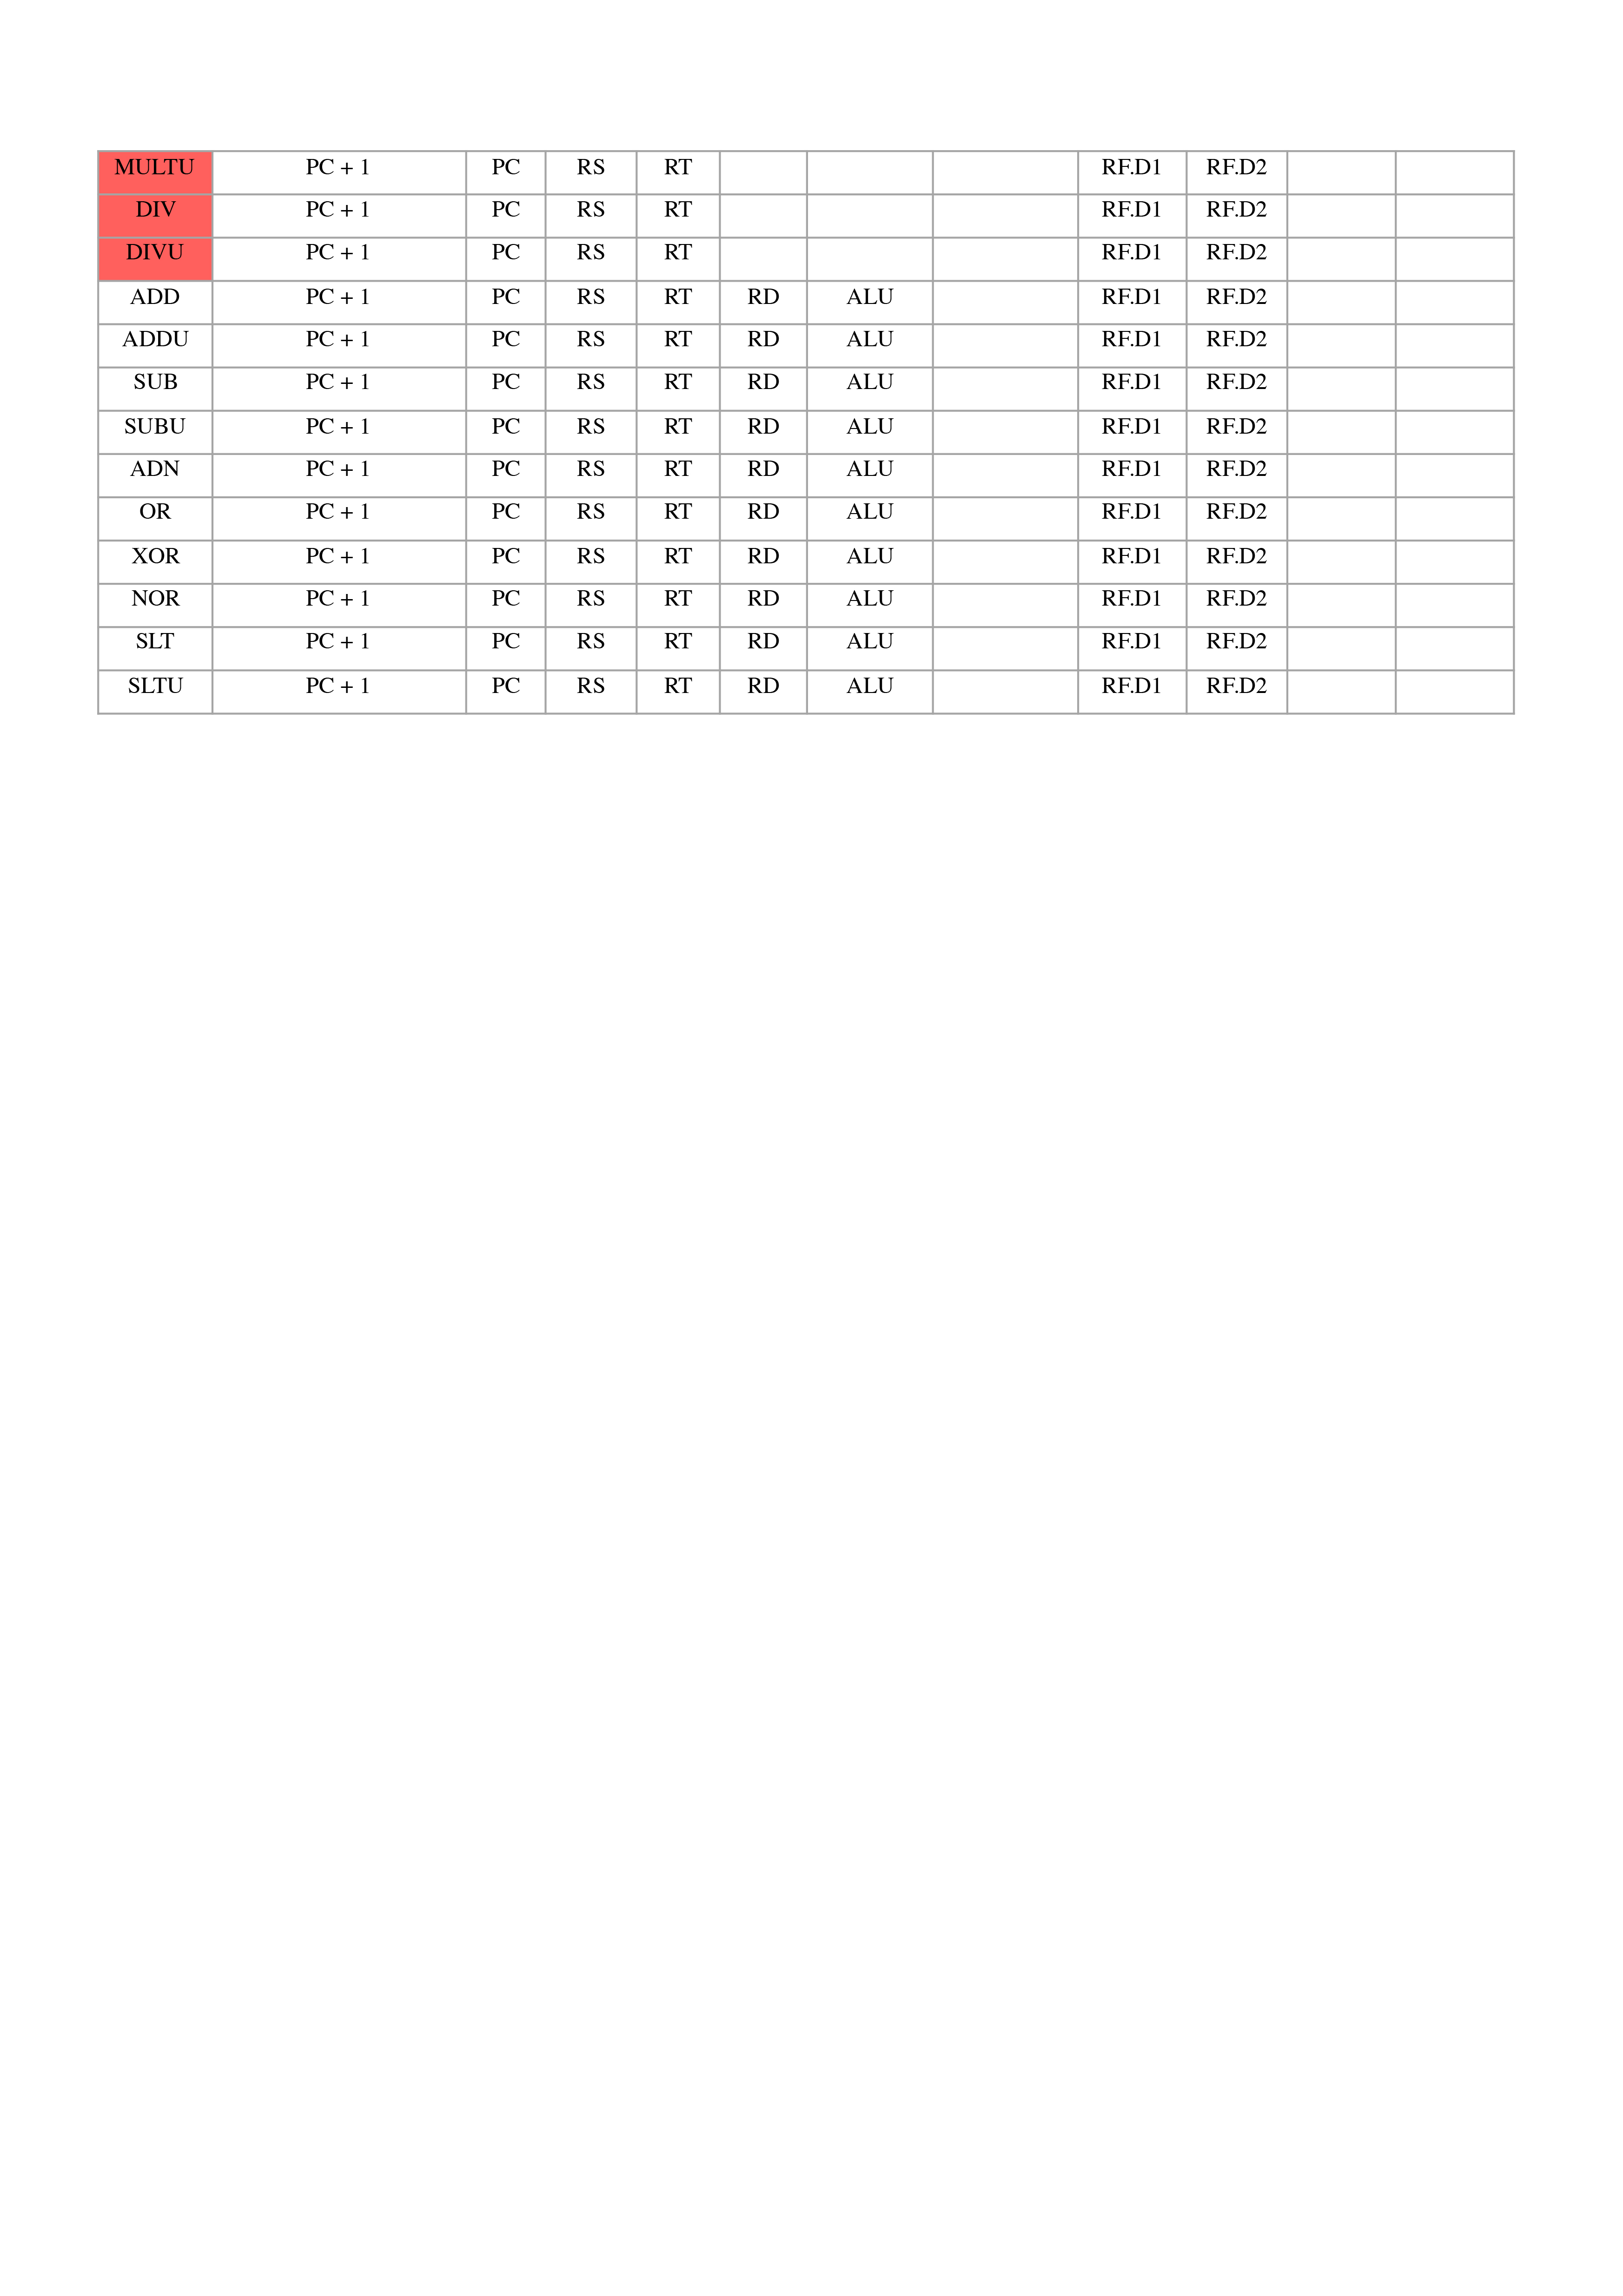 MULTU PC + 1 PC RS RT RF.D1 RF.D2
DIV PC + 1 PC RS RT RF.D1 RF.D2
DIVU PC + 1 PC RS RT RF.D1 RF.D2
ADD PC + 1 PC RS RT RD ALU RF.D1 RF.D2
ADDU PC + 1 PC RS RT RD ALU RF.D1 RF.D2
SUB PC + 1 PC RS RT RD ALU RF.D1 RF.D2
SUBU PC + 1 PC RS RT RD ALU RF.D1 RF.D2
ADN PC + 1 PC RS RT RD ALU RF.D1 RF.D2
OR PC + 1 PC RS RT RD ALU RF.D1 RF.D2
XOR PC + 1 PC RS RT RD ALU RF.D1 RF.D2
NOR PC + 1 PC RS RT RD ALU RF.D1 RF.D2
SLT PC + 1 PC RS RT RD ALU RF.D1 RF.D2
SLTU PC + 1 PC RS RT RD ALU RF.D1 RF.D2